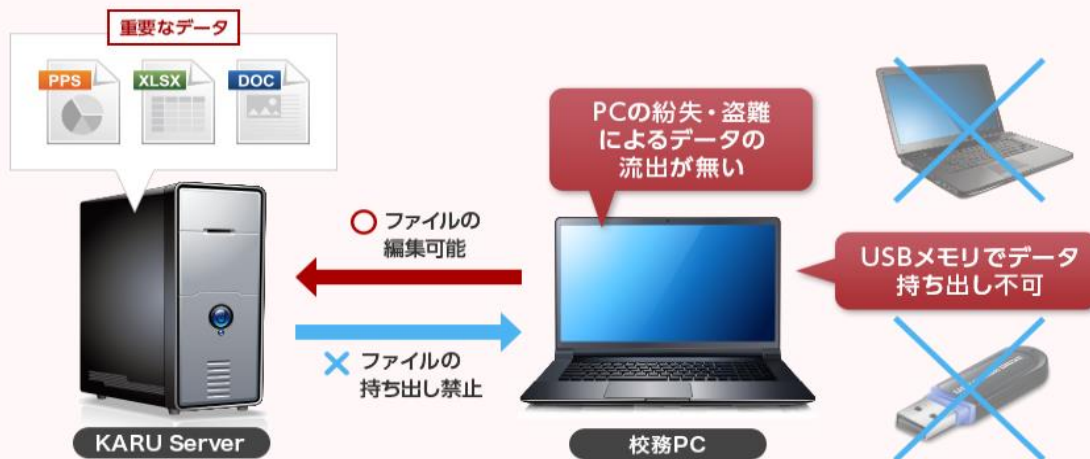 重要なデータ
PPS
XLSX
DOC
PCの紛失・盗難
によるデータの
流出が無い
○ ファイルの
編集可能
USBメモリでデータ
持ち出し不可
× ファイルの
持ち出し禁止
KARU Server
校務PC